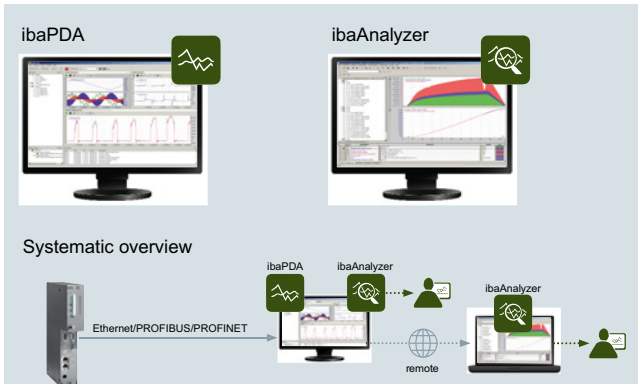 ibaPDA
ibaAnalyzer
Systematic overview
ibaPDA
ibaAnalyzer
ibaAnalyzer
Ethernet/PROFIBUS/PROFINET
remote